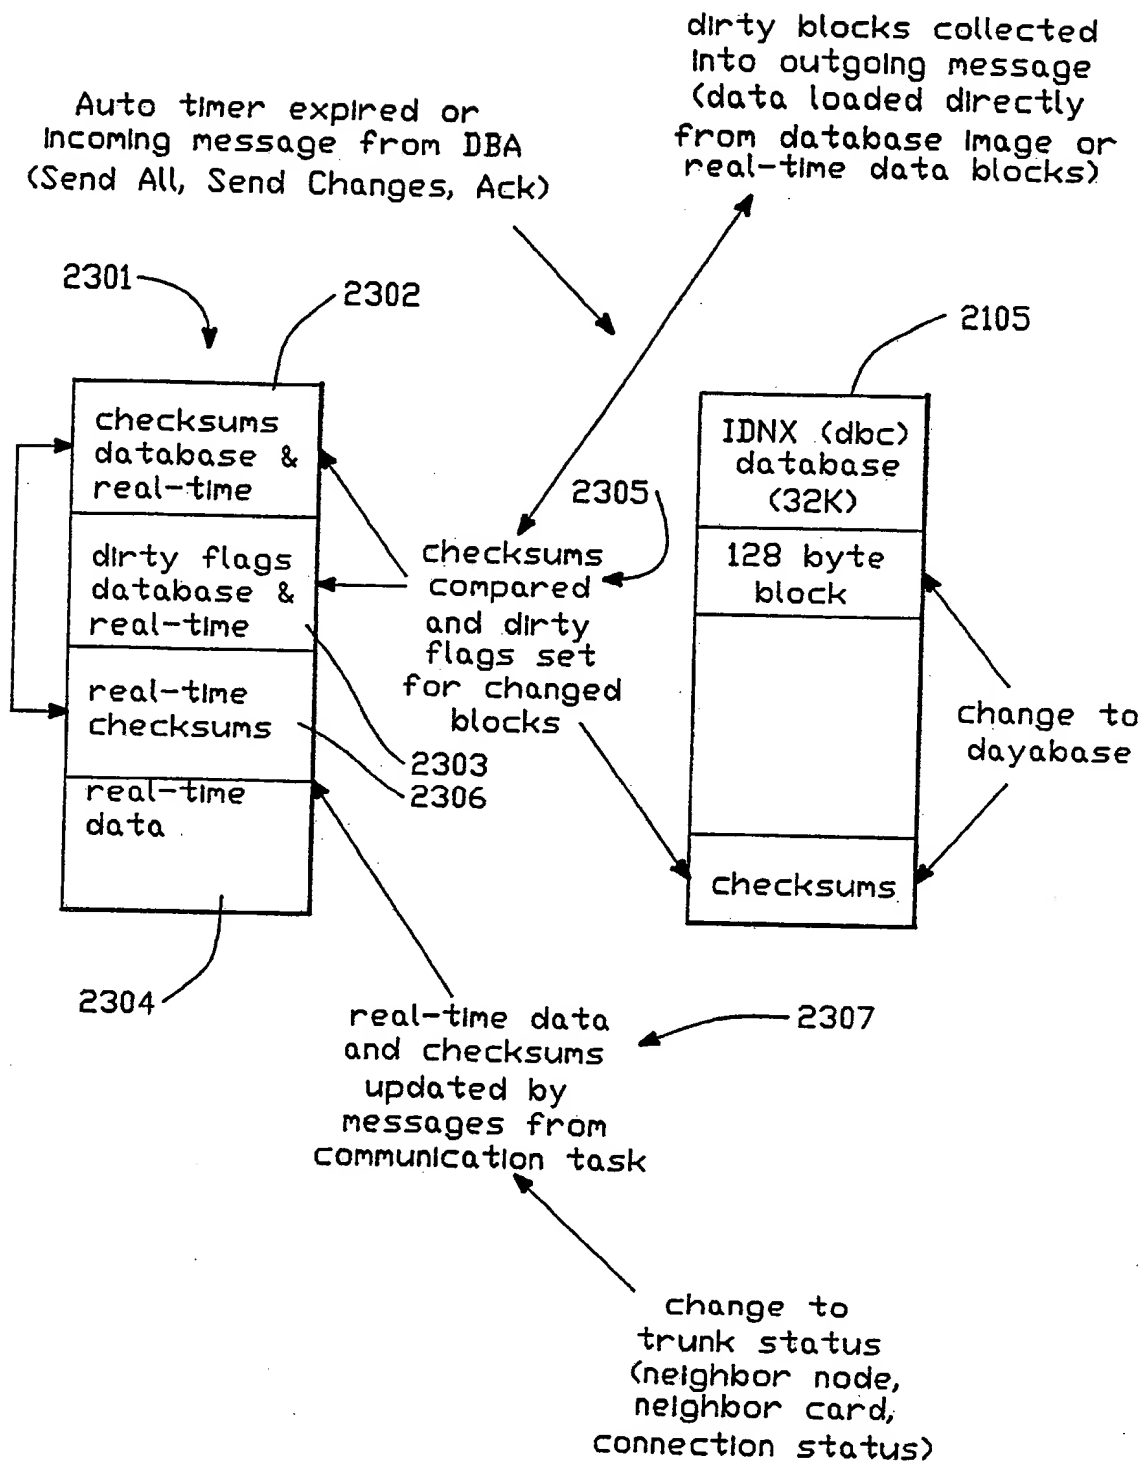 dirty blocks collected
into outgoing message
(data loaded directly
from database image or
real-time data blocks)
Auto timer expired or
incoming message from DBA
(Send All, Send Changes, Ack)
2301
2302
2105
checksums
database &
real-time
dirty flags
database &
real-time
real-time
checksums
real-time
data
2305
checksums
compared
and dirty
flags set
for changed
blocks
2303
2306
IDNX (dbc)
database
(32K)
128 byte
block
checksums
change to
dayabase
2304
real-time data
and checksums
updated by
messages from
communication task
2307
change to
trunk status
(neighbor node,
neighbor card,
connection status)